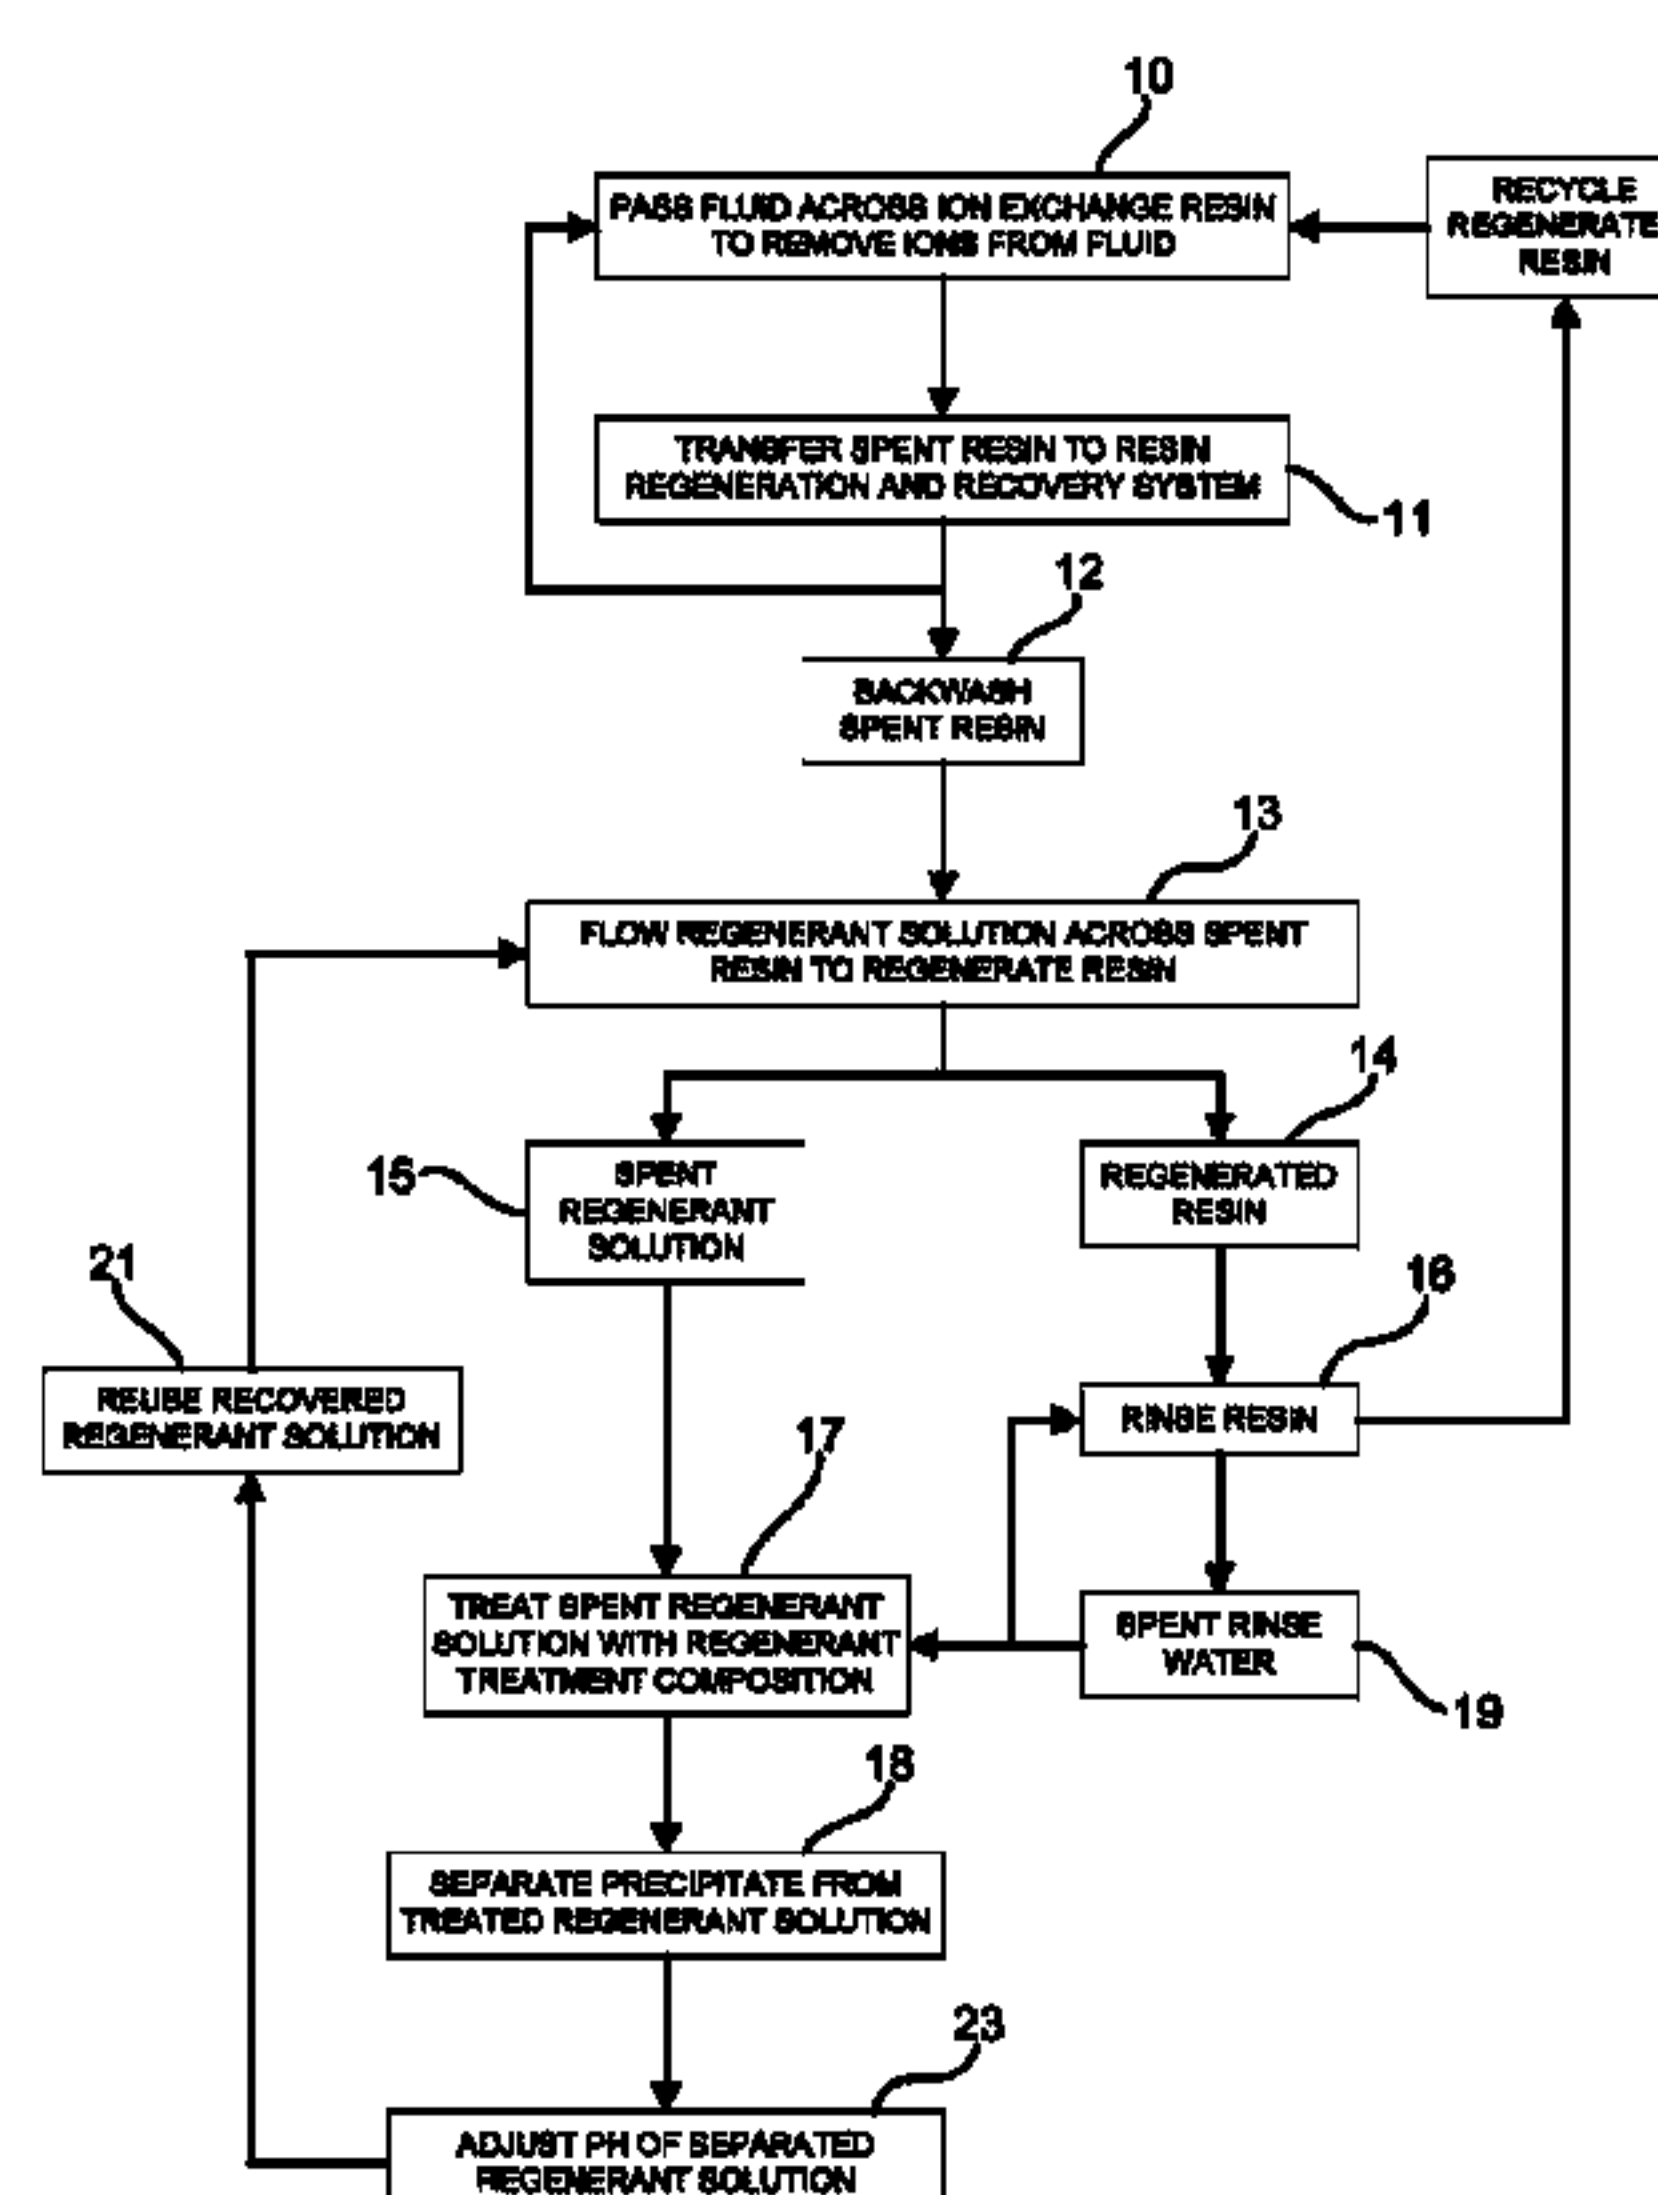 10
PASS FLUID ACROSS ION EXCHANGE RESIN
TO REMOVE IONS FROM FLUID
RECYCLE
REGENERATE
RESIN
TRANSFER SPENT RESIN TO RESIN
REGENERATION AND RECOVERY SYSTEM
11
12
BACKWASH
SPENT RESIN
13
FLOW REGENERANT SOLUTION ACROSS SPENT
RESIN TO REGENERATE RESIN
14
15
SPENT
REGENERANT
SOLUTION
REGENERATED
RESIN
21
16
REUSE RECOVERED
REGENERANT SOLUTION
RINSE RESIN
17
TREAT SPENT REGENERANT
SOLUTION WITH REGENERANT
TREATMENT COMPOSITION
SPENT RINSE
WATER
19
18
SEPARATE PRECIPITATE FROM
TREATED REGENERANT SOLUTION
23
ADJUST PH OF SEPARATED
REGENERANT SOLUTION